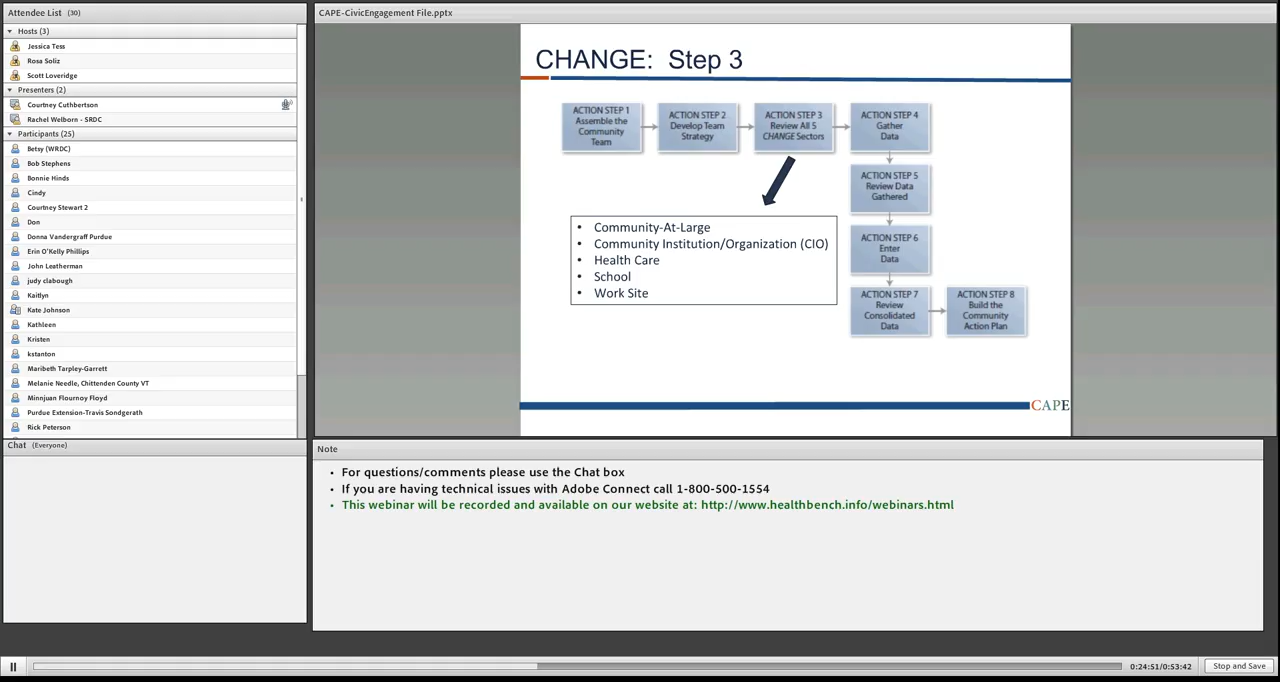 Attendee List (30)
Hosts (3)
Jessica Tess
Rosa Soliz
Scott Loveridge
Presenters (2)
Courtney Cuthbertson
Rachel Welborn - SRDC
Participants (25)
Betsy (WRDC)
Bob Stephens
Bonnie Hinds
Cindy
Courtney Stewart 2
Don
Donna Vandergraff Purdue
Erin O'Kelly Phillips
John Leatherman
judy clabough
Kaitlyn
Kate Johnson
Kathleen
Kristen
kstanton
Maribeth Tarpley-Garrett
Melanie Needle, Chittenden County VT
Minnjuan Flournoy Floyd
Purdue Extension-Travis Sondgerath
Rick Peterson
Chat (Everyone)
CAPE-CivicEngagement File.pptx
CHANGE: Step 3
ACTION STEP 1
Assemble the
Community
Team
ACTION STEP 2
Develop Team
Strategy
ACTION STEP 3
Review All 5
CHANGE Sectors
ACTION STEP 4
Gather
Data
ACTION STEP 5
Review Data
Gathered
ACTION STEP 6
Enter
Data
ACTION STEP 7
Review
Consolidated
Data
ACTION STEP 8
Build the
Community
Action Plan
• Community-At-Large
• Community Institution/Organization (CIO)
• Health Care
• School
• Work Site
CAPE
Note
• For questions/comments please use the Chat box
• If you are having technical issues with Adobe Connect call 1-800-500-1554
• This webinar will be recorded and available on our website at: http://www.healthbench.info/webinars.html
0:24:51/0:53:42
Stop and Save